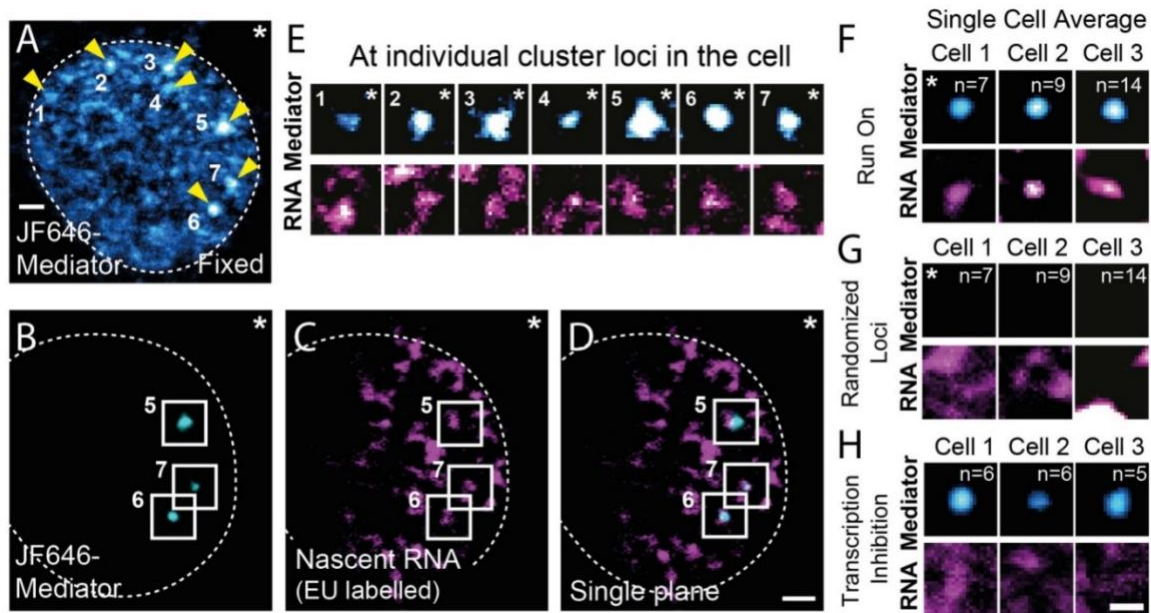 A
*
1
2
3
4
5
7
6
JF646-
Mediator
Fixed
E
At individual cluster loci in the cell
Mediator
1 * 2 * 3 * 4 * 5 * 6 * 7 *
RNA
F
Single Cell Average
Cell 1 Cell 2 Cell 3
Run On
Mediator
* n=7 n=9 n=14
RNA
G
Cell 1 Cell 2 Cell 3
Randomized
Loci
Mediator
* n=7 n=9 n=14
RNA
H
Cell 1 Cell 2 Cell 3
Transcription
Inhibition
Mediator
n=6 n=6 n=5
RNA
B
*
5
7
6
JF646-
Mediator
C
*
5
7
6
Nascent RNA
(EU labelled)
D
*
5
7
6
Single plane